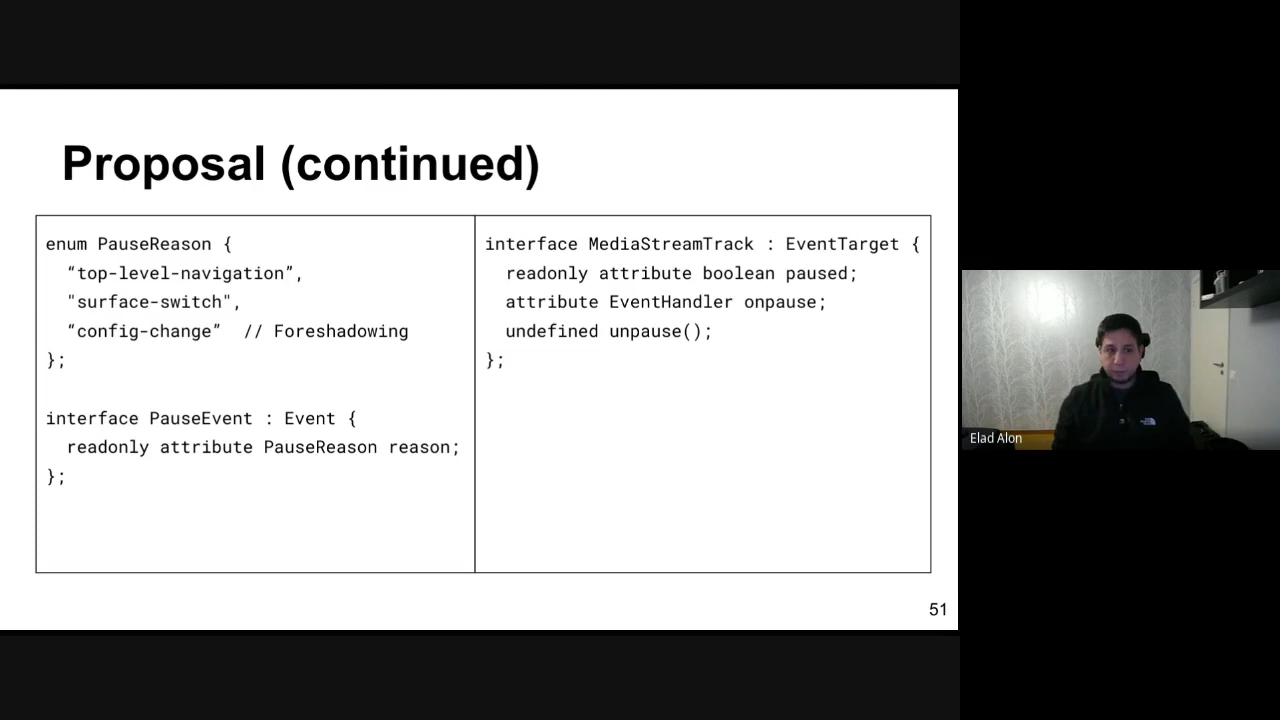 Proposal (continued)
enum PauseReason {
“top-level-navigation”,
"surface-switch",
“config-change” // Foreshadowing
};
interface PauseEvent : Event {
readonly attribute PauseReason reason;
};
interface MediaStreamTrack : EventTarget {
readonly attribute boolean paused;
attribute EventHandler onpause;
undefined unpause();
};
51
Elad Alon